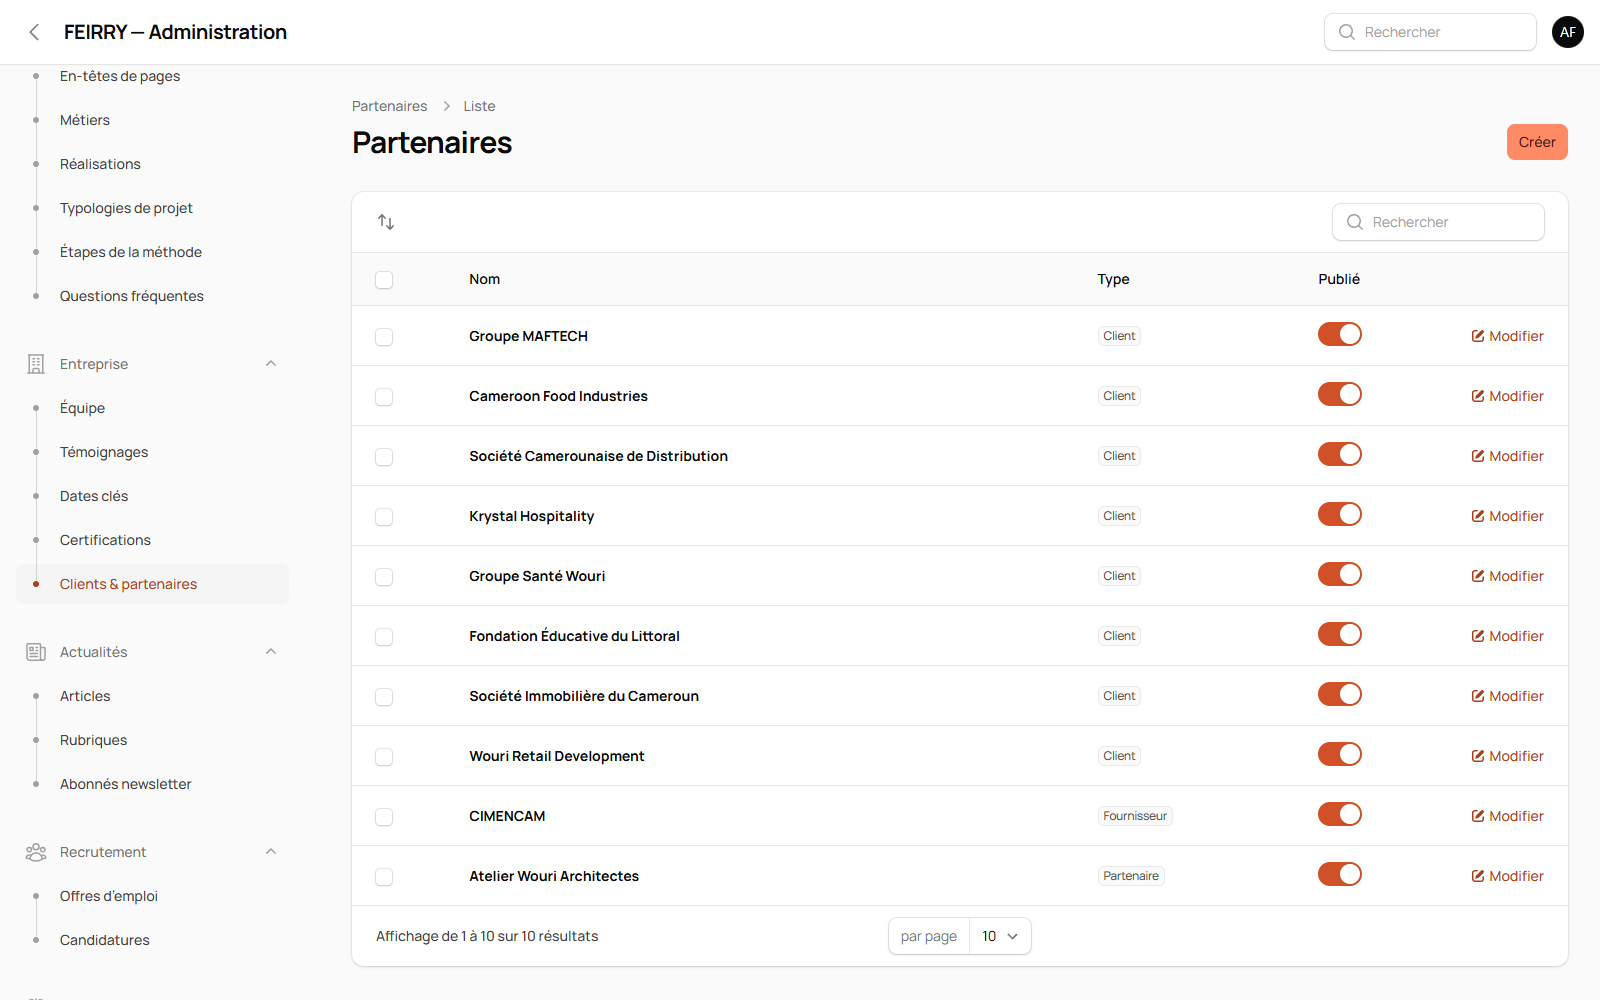 FEIRRY — Administration
Rechercher
AF
En-têtes de pages
Métiers
Réalisations
Typologies de projet
Étapes de la méthode
Questions fréquentes
Entreprise
Équipe
Témoignages
Dates clés
Certifications
Clients & partenaires
Actualités
Articles
Rubriques
Abonnés newsletter
Recrutement
Offres d'emploi
Candidatures
Partenaires > Liste
Partenaires
Créer
Rechercher
Nom Type Publié
Groupe MAFTECH Client Modifier
Cameroon Food Industries Client Modifier
Société Camerounaise de Distribution Client Modifier
Krystal Hospitality Client Modifier
Groupe Santé Wouri Client Modifier
Fondation Éducative du Littoral Client Modifier
Société Immobilière du Cameroun Client Modifier
Wouri Retail Development Client Modifier
CIMENCAM Fournisseur Modifier
Atelier Wouri Architectes Partenaire Modifier
Affichage de 1 à 10 sur 10 résultats par page 10